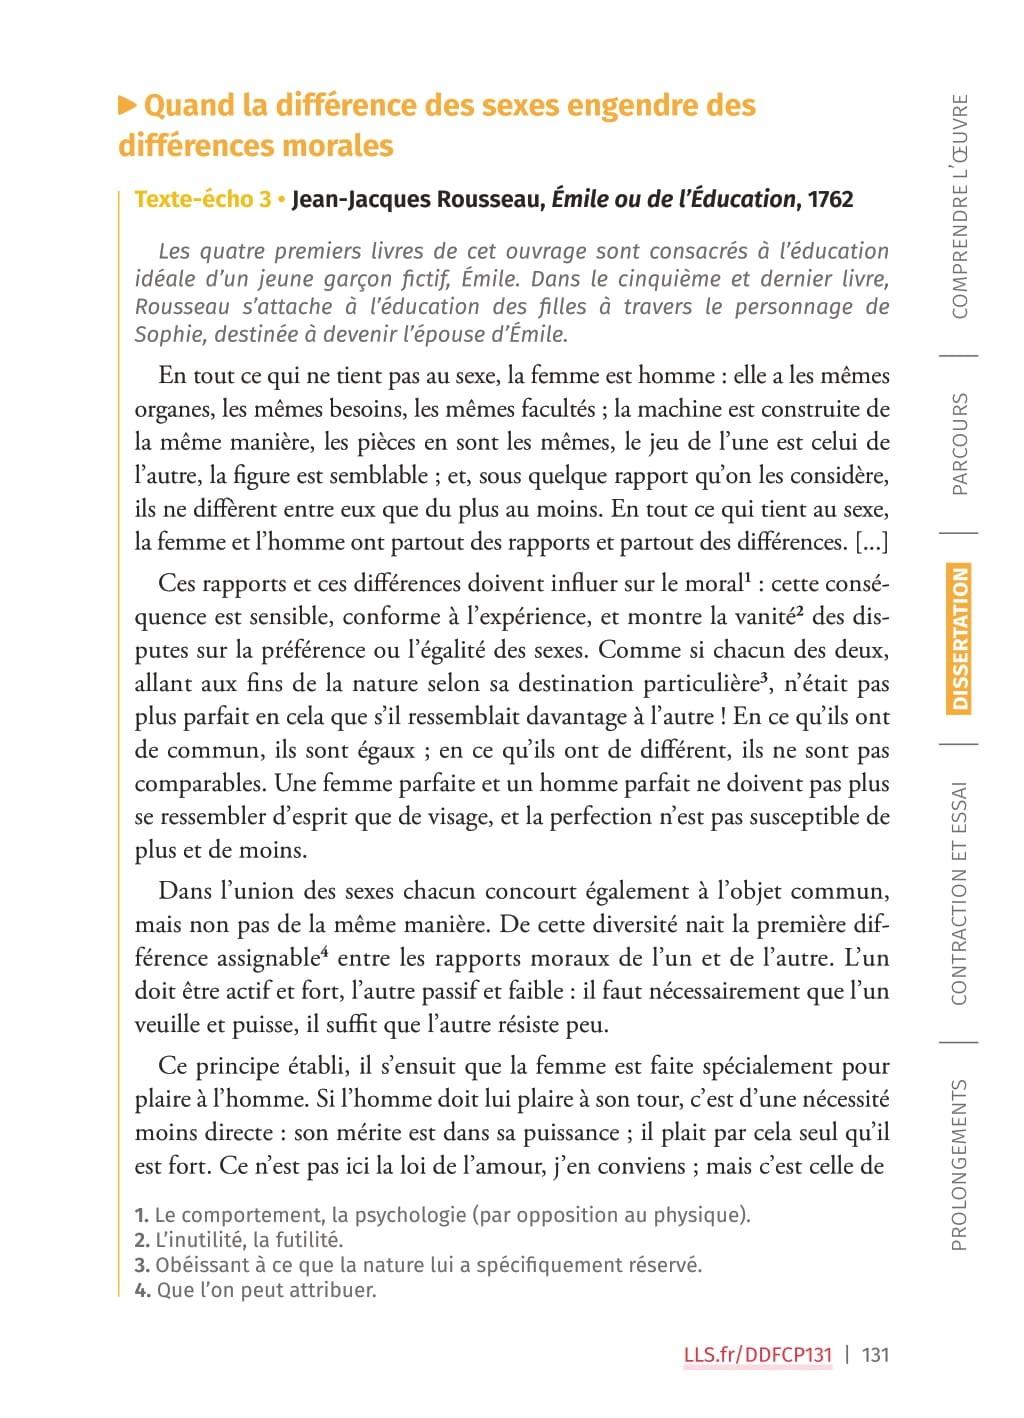 ▶ Quand la différence des sexes engendre des
différences morales
Texte-écho 3 • Jean-Jacques Rousseau, Émile ou de l'Éducation, 1762
Les quatre premiers livres de cet ouvrage sont consacrés à l'éducation
idéale d'un jeune garçon fictif, Émile. Dans le cinquième et dernier livre,
Rousseau s'attache à l'éducation des filles à travers le personnage de
Sophie, destinée à devenir l'épouse d'Émile.
En tout ce qui ne tient pas au sexe, la femme est homme : elle a les mêmes
organes, les mêmes besoins, les mêmes facultés ; la machine est construite de
la même manière, les pièces en sont les mêmes, le jeu de l'une est celui de
l'autre, la figure est semblable ; et, sous quelque rapport qu'on les considère,
ils ne diffèrent entre eux que du plus au moins. En tout ce qui tient au sexe,
la femme et l'homme ont partout des rapports et partout des différences. [...]
Ces rapports et ces différences doivent influer sur le moral¹ : cette consé-
quence est sensible, conforme à l'expérience, et montre la vanité² des dis-
putes sur la préférence ou l'égalité des sexes. Comme si chacun des deux,
allant aux fins de la nature selon sa destination particulière³, n'était pas
plus parfait en cela que s'il ressemblait davantage à l'autre ! En ce qu'ils ont
de commun, ils sont égaux ; en ce qu'ils ont de différent, ils ne sont pas
comparables. Une femme parfaite et un homme parfait ne doivent pas plus
se ressembler d'esprit que de visage, et la perfection n'est pas susceptible de
plus et de moins.
Dans l'union des sexes chacun concourt également à l'objet commun,
mais non pas de la même manière. De cette diversité nait la première dif-
férence assignable⁴ entre les rapports moraux de l'un et de l'autre. L'un
doit être actif et fort, l'autre passif et faible : il faut nécessairement que l'un
veuille et puisse, il suffit que l'autre résiste peu.
Ce principe établi, il s'ensuit que la femme est faite spécialement pour
plaire à l'homme. Si l'homme doit lui plaire à son tour, c'est d'une nécessité
moins directe : son mérite est dans sa puissance ; il plait par cela seul qu'il
est fort. Ce n'est pas ici la loi de l'amour, j'en conviens ; mais c'est celle de
1. Le comportement, la psychologie (par opposition au physique).
2. L'inutilité, la futilité.
3. Obéissant à ce que la nature lui a spécifiquement réservé.
4. Que l'on peut attribuer.
LLS.fr/DDFCP131 | 131
COMPRENDRE L'ŒUVRE
PARCOURS
DISSERTATION
CONTRACTION ET ESSAI
PROLONGEMENTS